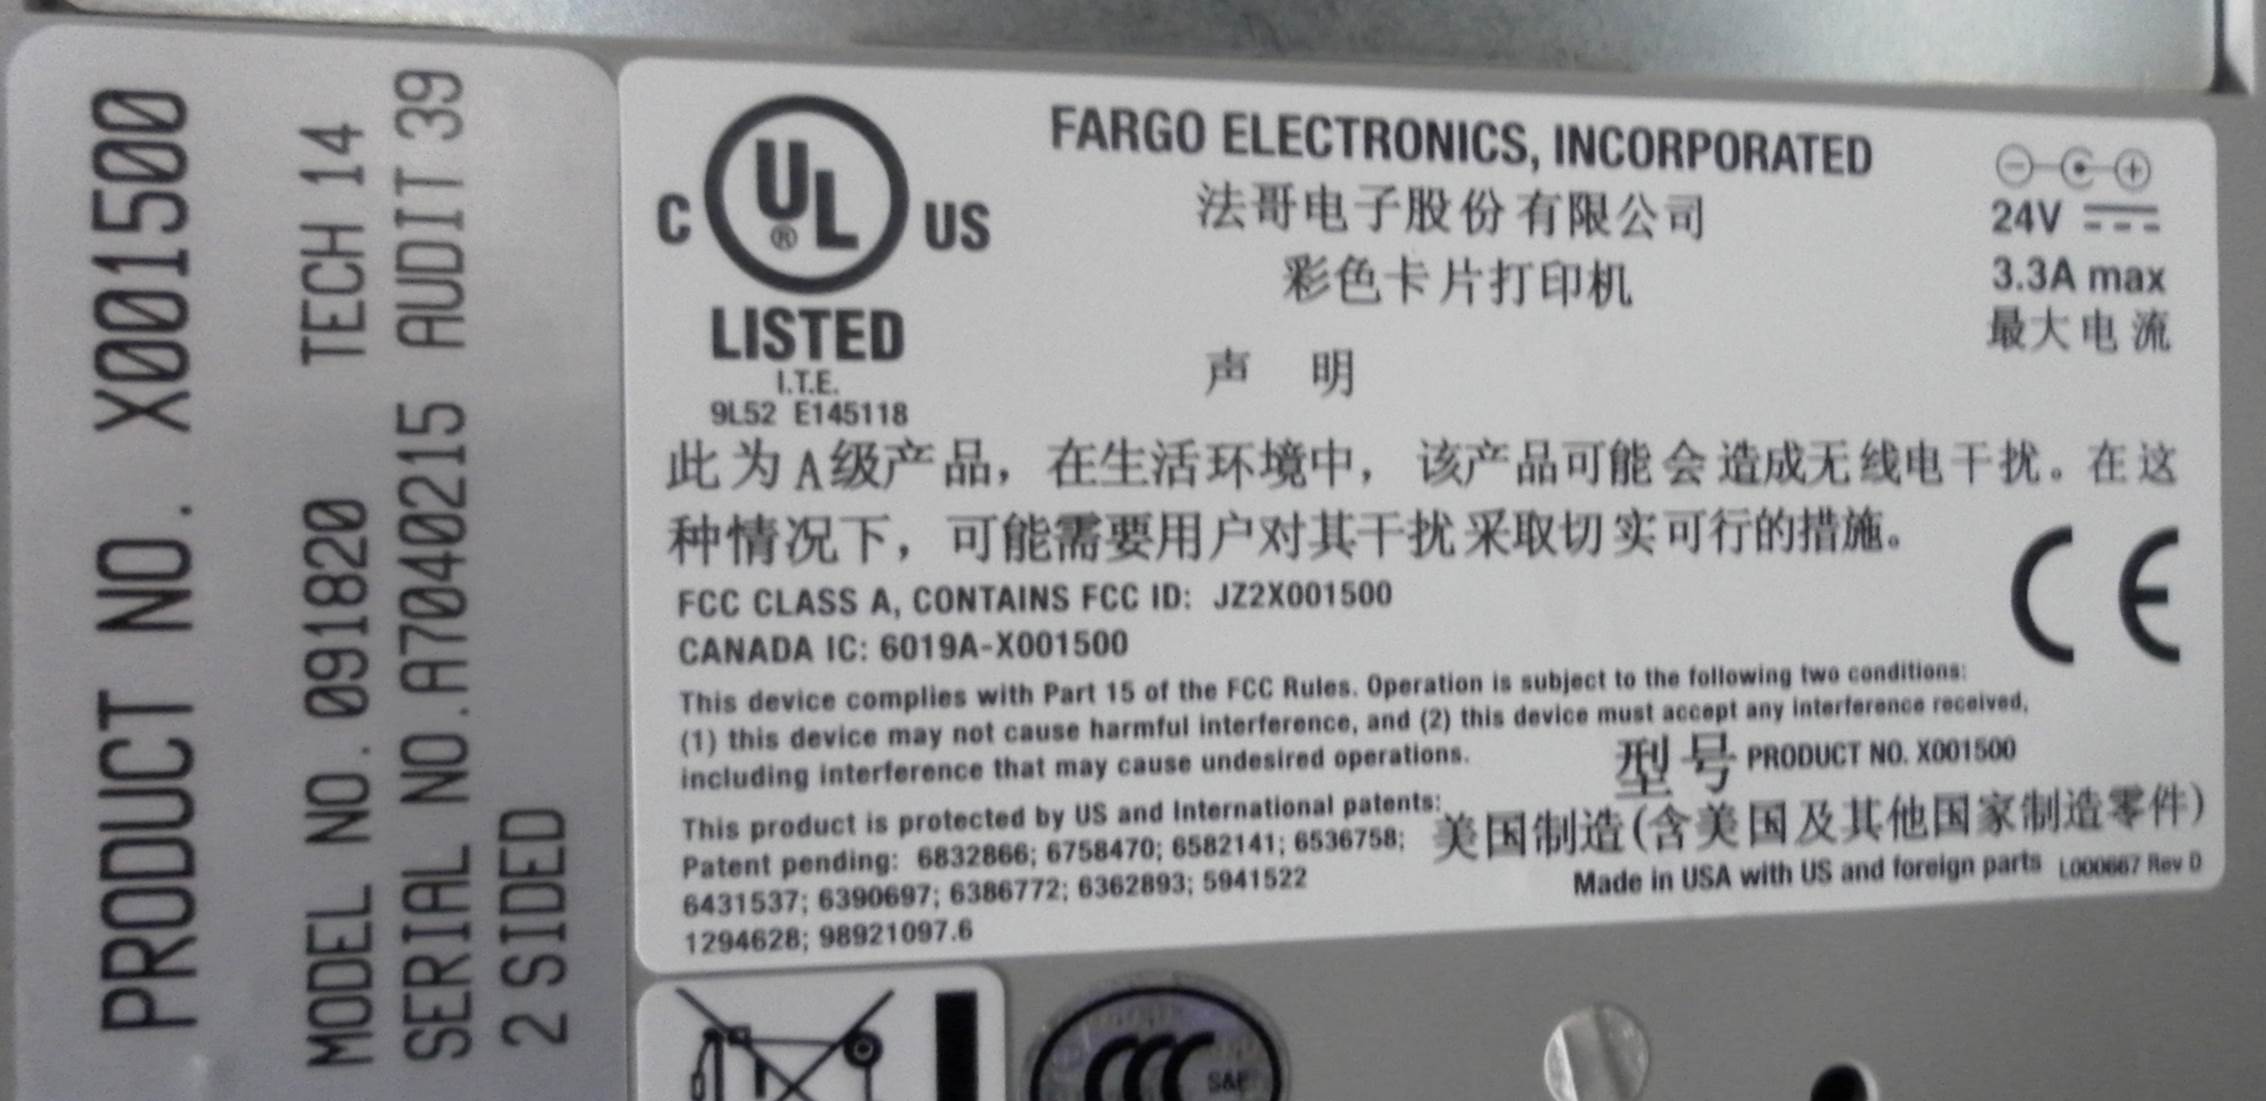 PRODUCT NO. X001500
MODEL NO. 091820 TECH 14
SERIAL NO.A7040215 AUDIT 39
2 SIDED
C UL® US
LISTED
I.T.E.
9L52 E145118
FARGO ELECTRONICS, INCORPORATED
法哥电子股份有限公司
彩色卡片打印机
24V
3.3A max
最大电流
声 明
此为A级产品，在生活环境中，该产品可能会造成无线电干扰。在这
种情况下，可能需要用户对其干扰采取切实可行的措施。
FCC CLASS A, CONTAINS FCC ID: JZ2X001500
CANADA IC: 6019A-X001500
CE
This device complies with Part 15 of the FCC Rules. Operation is subject to the following two conditions:
(1) this device may not cause harmful interference, and (2) this device must accept any interference received,
including interference that may cause undesired operations.
型号 PRODUCT NO. X001500
This product is protected by US and International patents:
Patent pending: 6832866; 6758470; 6582141; 6536758;
6431537; 6390697; 6386772; 6362893; 5941522
1294628; 98921097.6
美国制造(含美国及其他国家制造零件)
Made in USA with US and foreign parts L000667 Rev D
CCC S&E